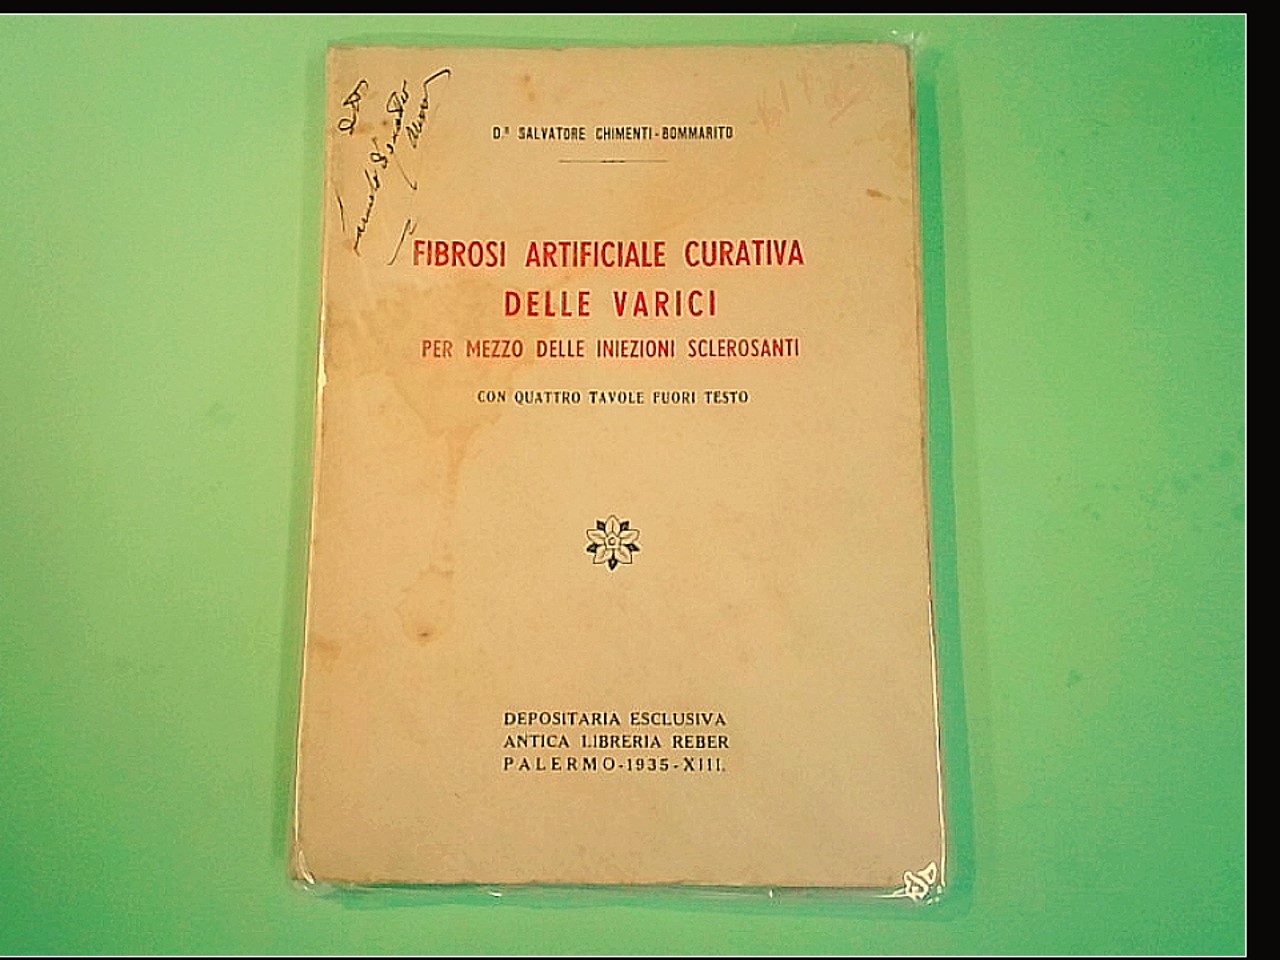 D.R SALVATORE CHIMENTI-BOMMARITO
FIBROSI ARTIFICIALE CURATIVA
DELLE VARICI
PER MEZZO DELLE INIEZIONI SCLEROSANTI
CON QUATTRO TAVOLE FUORI TESTO
DEPOSITARIA ESCLUSIVA
ANTICA LIBRERIA REBER
PALERMO-1935-XIII.